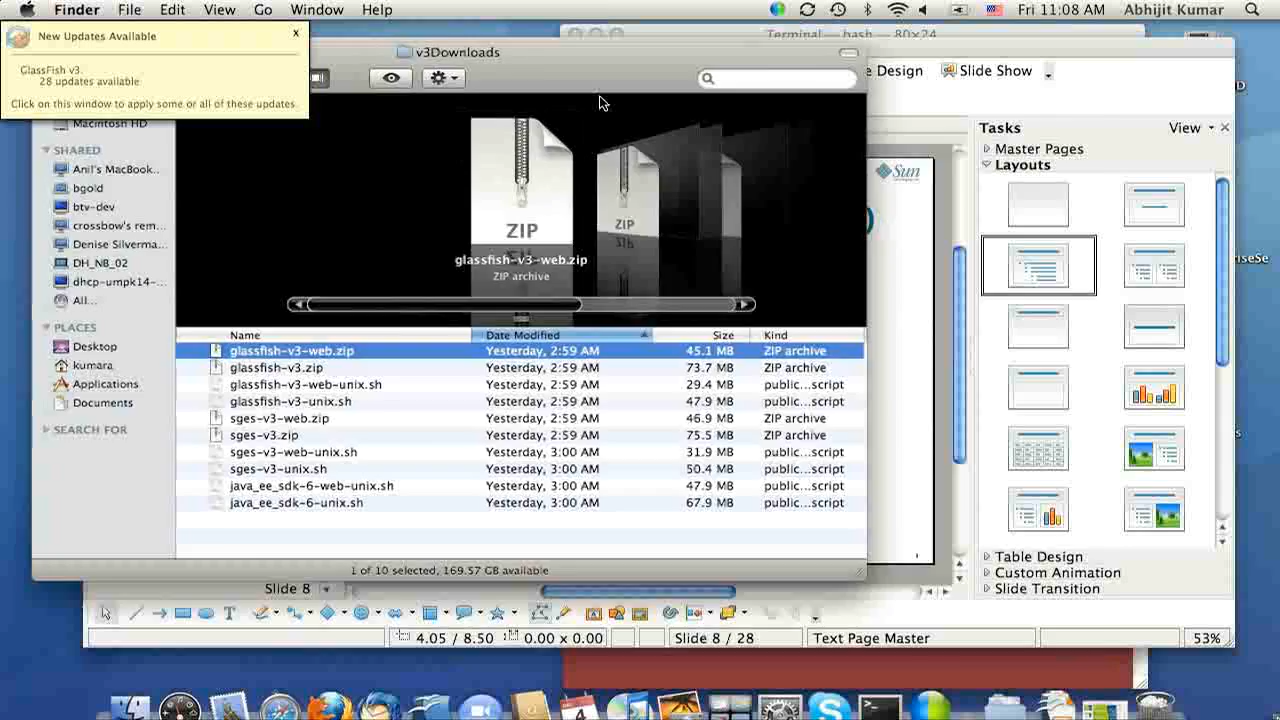 Finder File Edit View Go Window Help Fri 11:08 AM Abhijit Kumar
New Updates Available x
GlassFish v3.
28 updates available
Click on this window to apply some or all of these updates.
Terminal — bash — 80×24
v3Downloads
e Design Slide Show
Macintosh HD
SHARED
Anil's MacBook...
bgold
btv-dev
crossbow's rem...
Denise Silverma...
DH_NB_02
dhcp-umpk14-...
All...
PLACES
Desktop
kumara
Applications
Documents
SEARCH FOR
ZIP
ZIP
glassfish-v3-web.zip
ZIP archive
Name Date Modified Size Kind
glassfish-v3-web.zip Yesterday, 2:59 AM 45.1 MB ZIP archive
glassfish-v3.zip Yesterday, 2:59 AM 73.7 MB ZIP archive
glassfish-v3-web-unix.sh Yesterday, 2:59 AM 29.4 MB public...script
glassfish-v3-unix.sh Yesterday, 2:59 AM 47.9 MB public...script
sges-v3-web.zip Yesterday, 2:59 AM 46.9 MB ZIP archive
sges-v3.zip Yesterday, 2:59 AM 75.5 MB ZIP archive
sges-v3-web-unix.sh Yesterday, 3:00 AM 31.9 MB public...script
sges-v3-unix.sh Yesterday, 3:00 AM 50.4 MB public...script
java_ee_sdk-6-web-unix.sh Yesterday, 3:00 AM 47.9 MB public...script
java_ee_sdk-6-unix.sh Yesterday, 3:00 AM 67.9 MB public...script
1 of 10 selected, 169.57 GB available
Sun
Tasks View
Master Pages
Layouts
Table Design
Custom Animation
Slide Transition
Slide 8
4.05 / 8.50 0.00 x 0.00 Slide 8 / 28 Text Page Master 53%